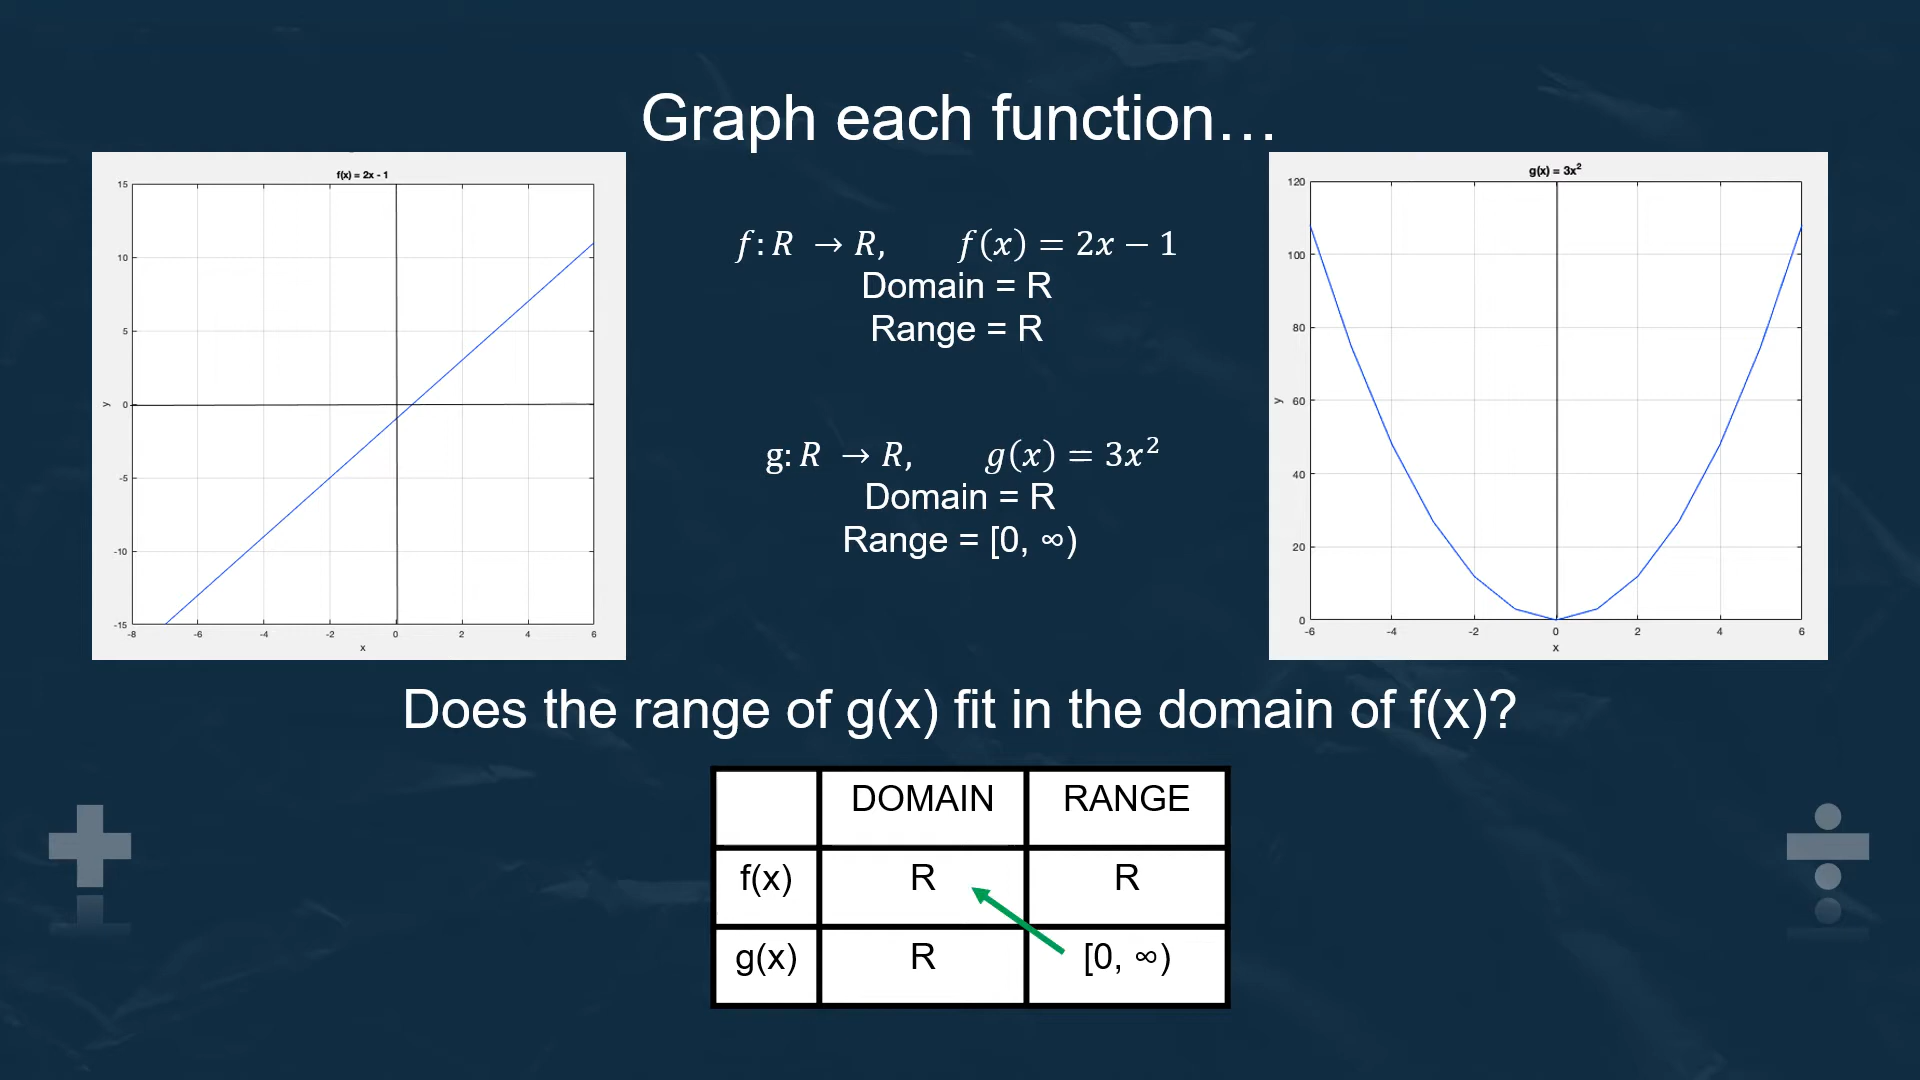 Graph each function…
f(x) = 2x - 1
15
10
5
0
-5
-10
-15
y
-8 -6 -4 -2 0 2 4 6
x
f: R → R, f(x) = 2x − 1
Domain = R
Range = R
g: R → R, g(x) = 3x²
Domain = R
Range = [0, ∞)
g(x) = 3x²
120
100
80
60
40
20
0
y
-6 -4 -2 0 2 4 6
x
Does the range of g(x) fit in the domain of f(x)?
DOMAIN RANGE
f(x) R R
g(x) R [0, ∞)